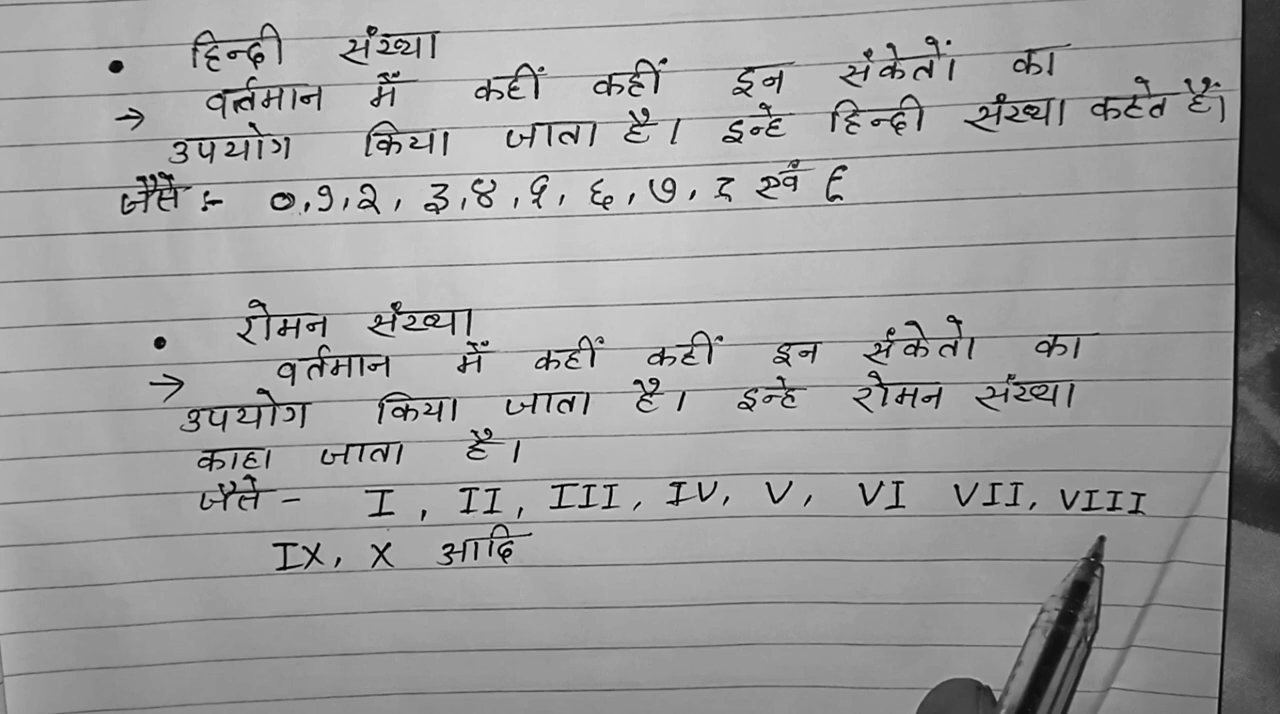 • हिन्दी संख्या
→ वर्तमान में कहीं कहीं इन संकेतों का
उपयोग किया जाता है। इन्हे हिन्दी संख्या कहते हैं।
जैसे :- ०,१,२, ३,४,५, ६, ७, ८ एवं ९
• रोमन संख्या
→ वर्तमान में कहीं कहीं इन संकेतो का
उपयोग किया जाता है। इन्हे रोमन संख्या
काहा जाता है।
जैसे - I, II, III, IV, V, VI VII, VIII
IX, X आदि